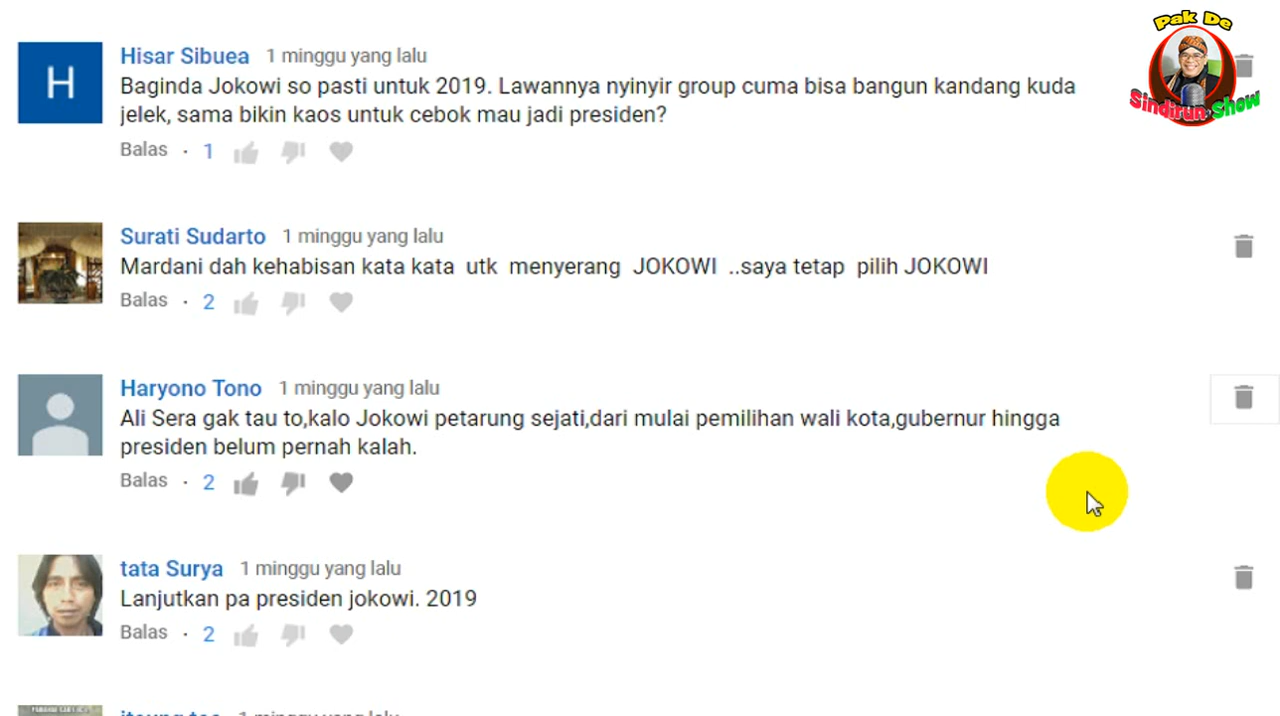 Pak De
Sindirun Show
H
Hisar Sibuea 1 minggu yang lalu
Baginda Jokowi so pasti untuk 2019. Lawannya nyinyir group cuma bisa bangun kandang kuda
jelek, sama bikin kaos untuk cebok mau jadi presiden?
Balas · 1
Surati Sudarto 1 minggu yang lalu
Mardani dah kehabisan kata kata utk menyerang JOKOWI ..saya tetap pilih JOKOWI
Balas · 2
Haryono Tono 1 minggu yang lalu
Ali Sera gak tau to,kalo Jokowi petarung sejati,dari mulai pemilihan wali kota,gubernur hingga
presiden belum pernah kalah.
Balas · 2
tata Surya 1 minggu yang lalu
Lanjutkan pa presiden jokowi. 2019
Balas · 2
1 minggu yang lalu